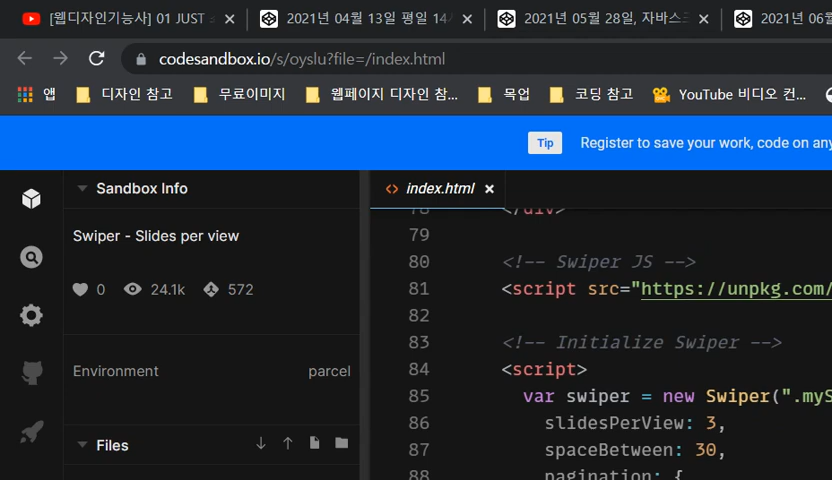 [웹디자인기능사] 01 JUST
2021년 04월 13일 평일 14
2021년 05월 28일, 자바스
2021년 06
codesandbox.io/s/oyslu?file=/index.html
앱
디자인 참고
무료이미지
웹페이지 디자인 참...
목업
코딩 참고
YouTube 비디오 컨...
Tip
Register to save your work, code on any
Sandbox Info
index.html
Swiper - Slides per view
0
24.1k
572
Environment
parcel
Files
78 </div>
79
80 <!-- Swiper JS -->
81 <script src="https://unpkg.com/
82
83 <!-- Initialize Swiper -->
84 <script>
85 var swiper = new Swiper(".myS
86 slidesPerView: 3,
87 spaceBetween: 30,
88 pagination: {